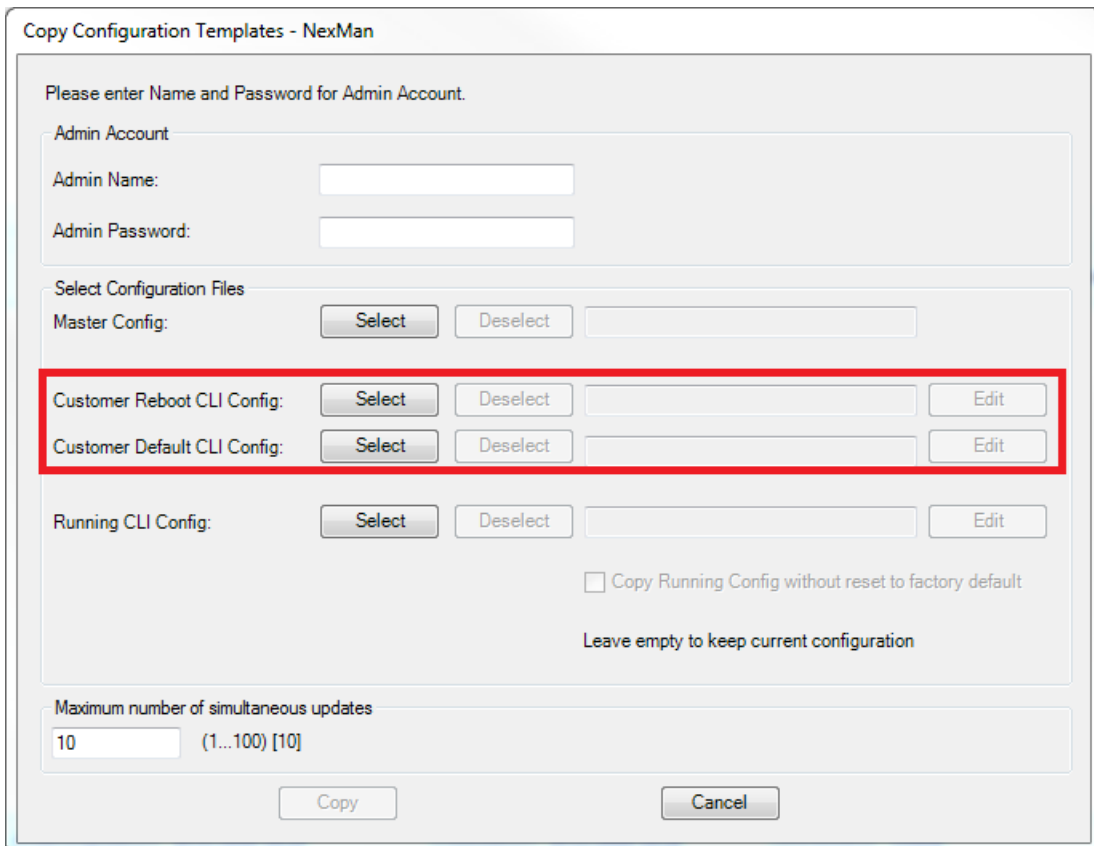 Copy Configuration Templates - NexMan
Please enter Name and Password for Admin Account.
Admin Account
Admin Name:
Admin Password:
Select Configuration Files
Master Config: Select Deselect
Customer Reboot CLI Config: Select Deselect Edit
Customer Default CLI Config: Select Deselect Edit
Running CLI Config: Select Deselect Edit
Copy Running Config without reset to factory default
Leave empty to keep current configuration
Maximum number of simultaneous updates
10 (1...100) [10]
Copy Cancel